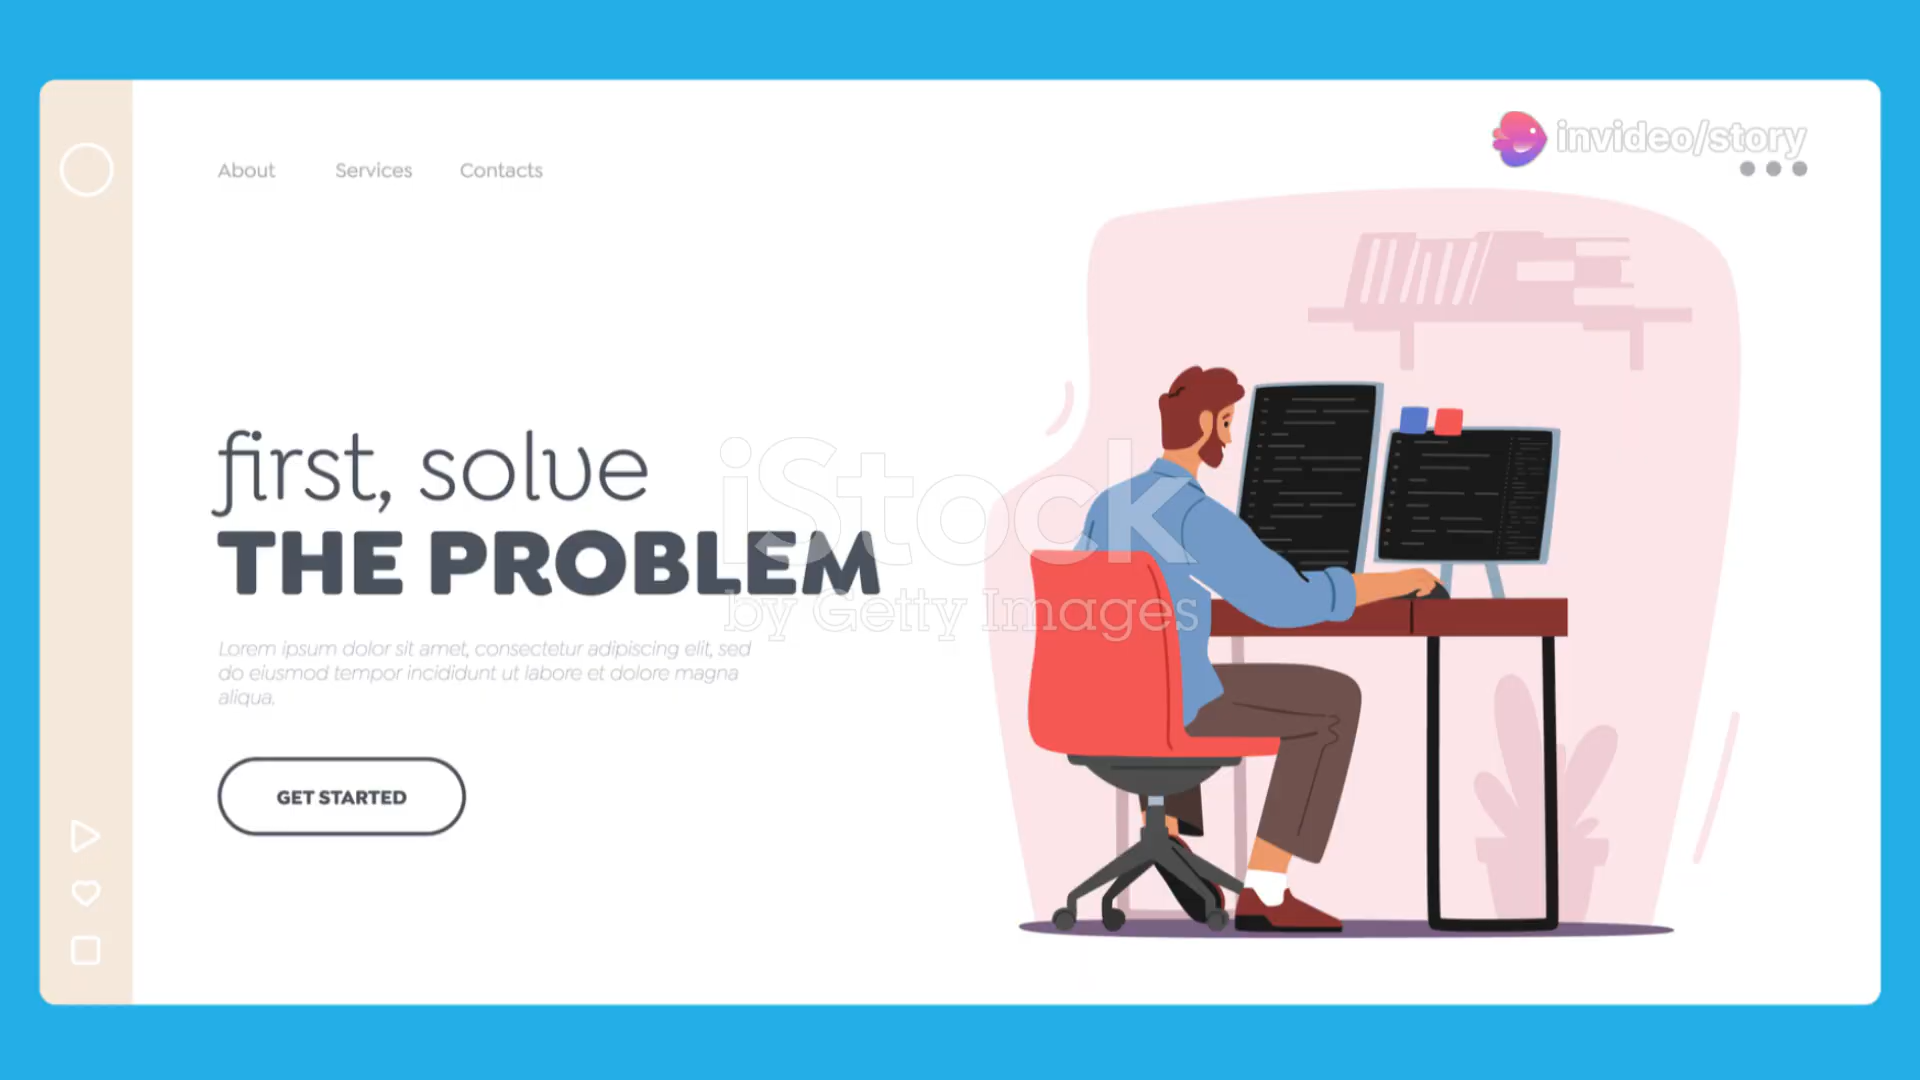 invideo/story
About Services Contacts
first, solve
THE PROBLEM
iStock
by Getty Images
Lorem ipsum dolor sit amet, consectetur adipiscing elit, sed
do eiusmod tempor incididunt ut labore et dolore magna
aliqua.
GET STARTED